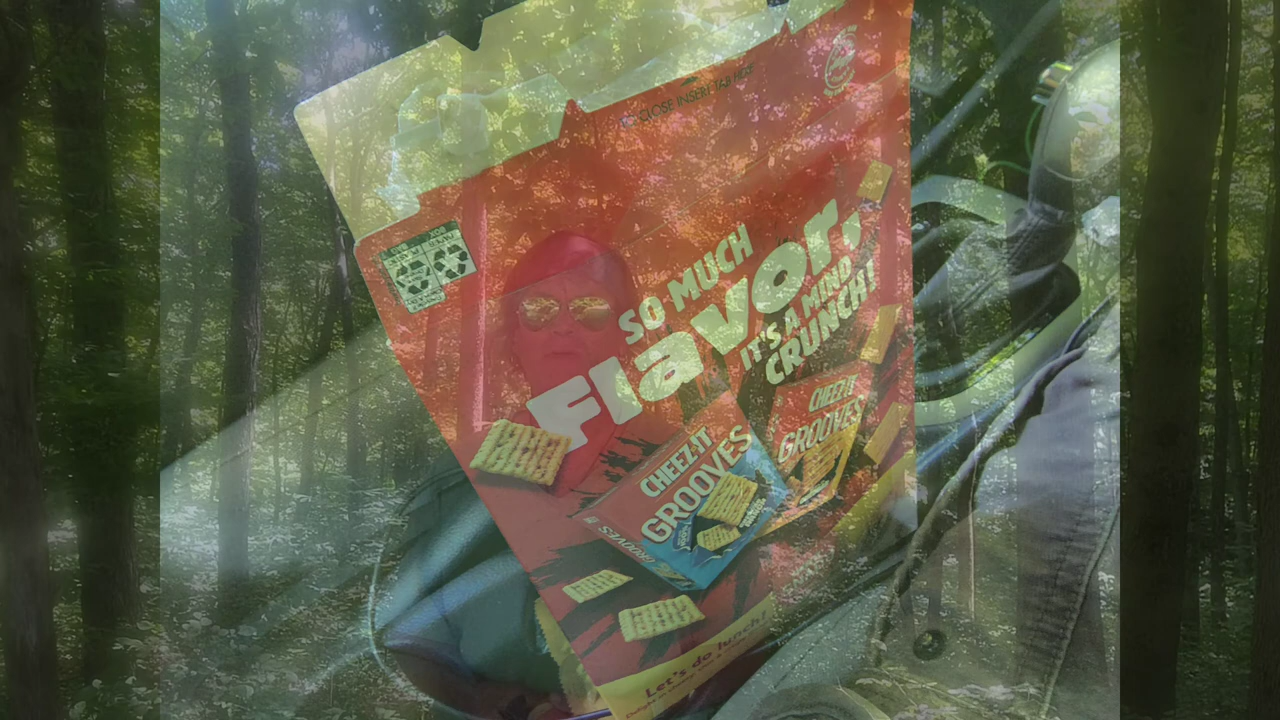 TO CLOSE INSERT TAB HERE
SO MUCH
Flavor,
IT'S A MIND
CRUNCH!
CHEEZ-IT
GROOVES
CHEEZ-IT
GROOVES
GROOVES
Let's do lunch!